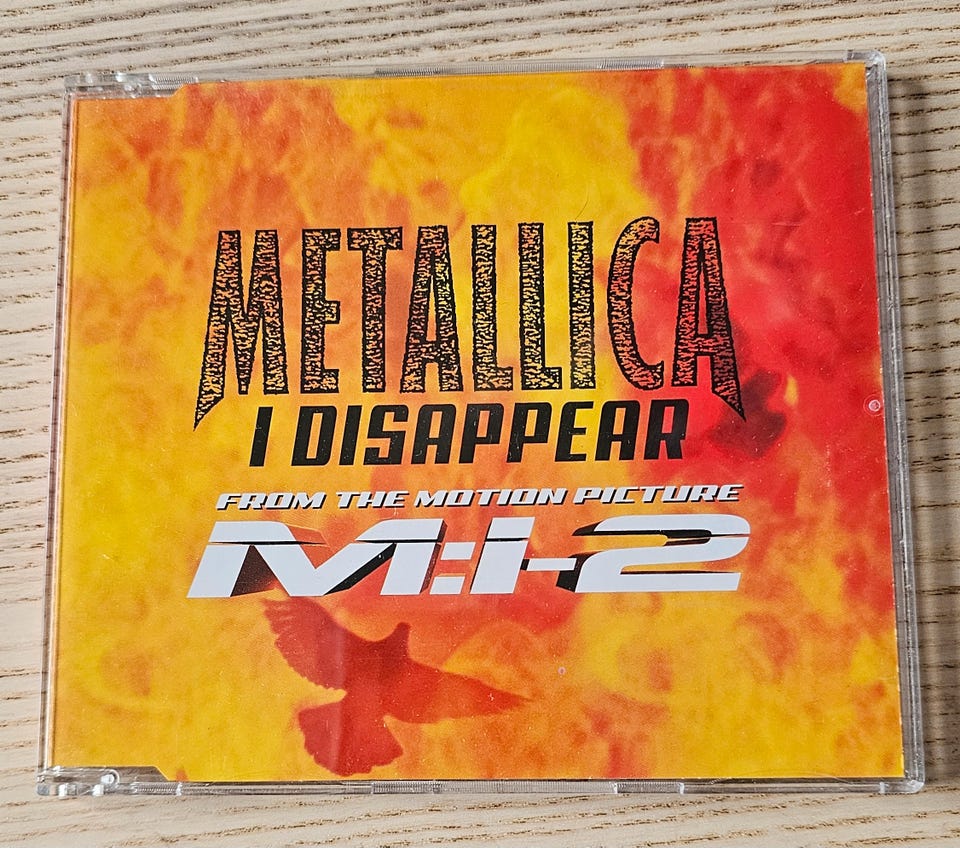 METALLICA
I DISAPPEAR
FROM THE MOTION PICTURE
M:I-2